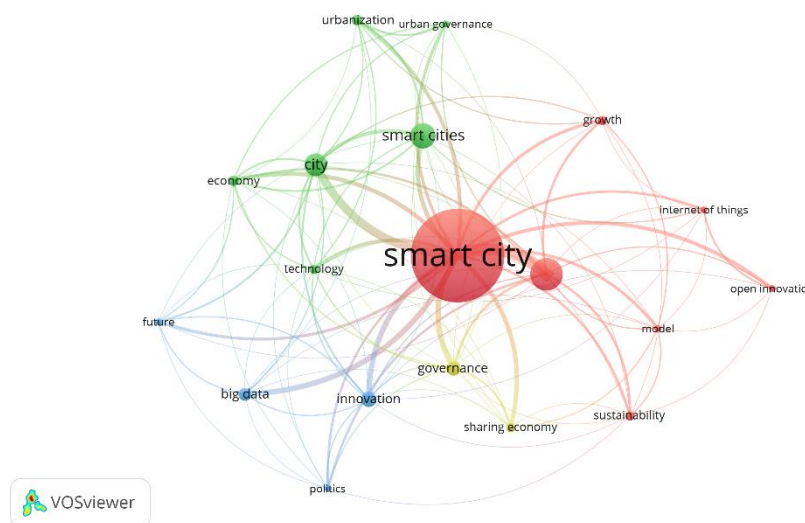 urbanization
urban governance
growth
smart cities
city
economy
internet of things
smart city
technology
open innovatio
future
model
governance
big data
innovation
sustainability
sharing economy
politics
VOSviewer